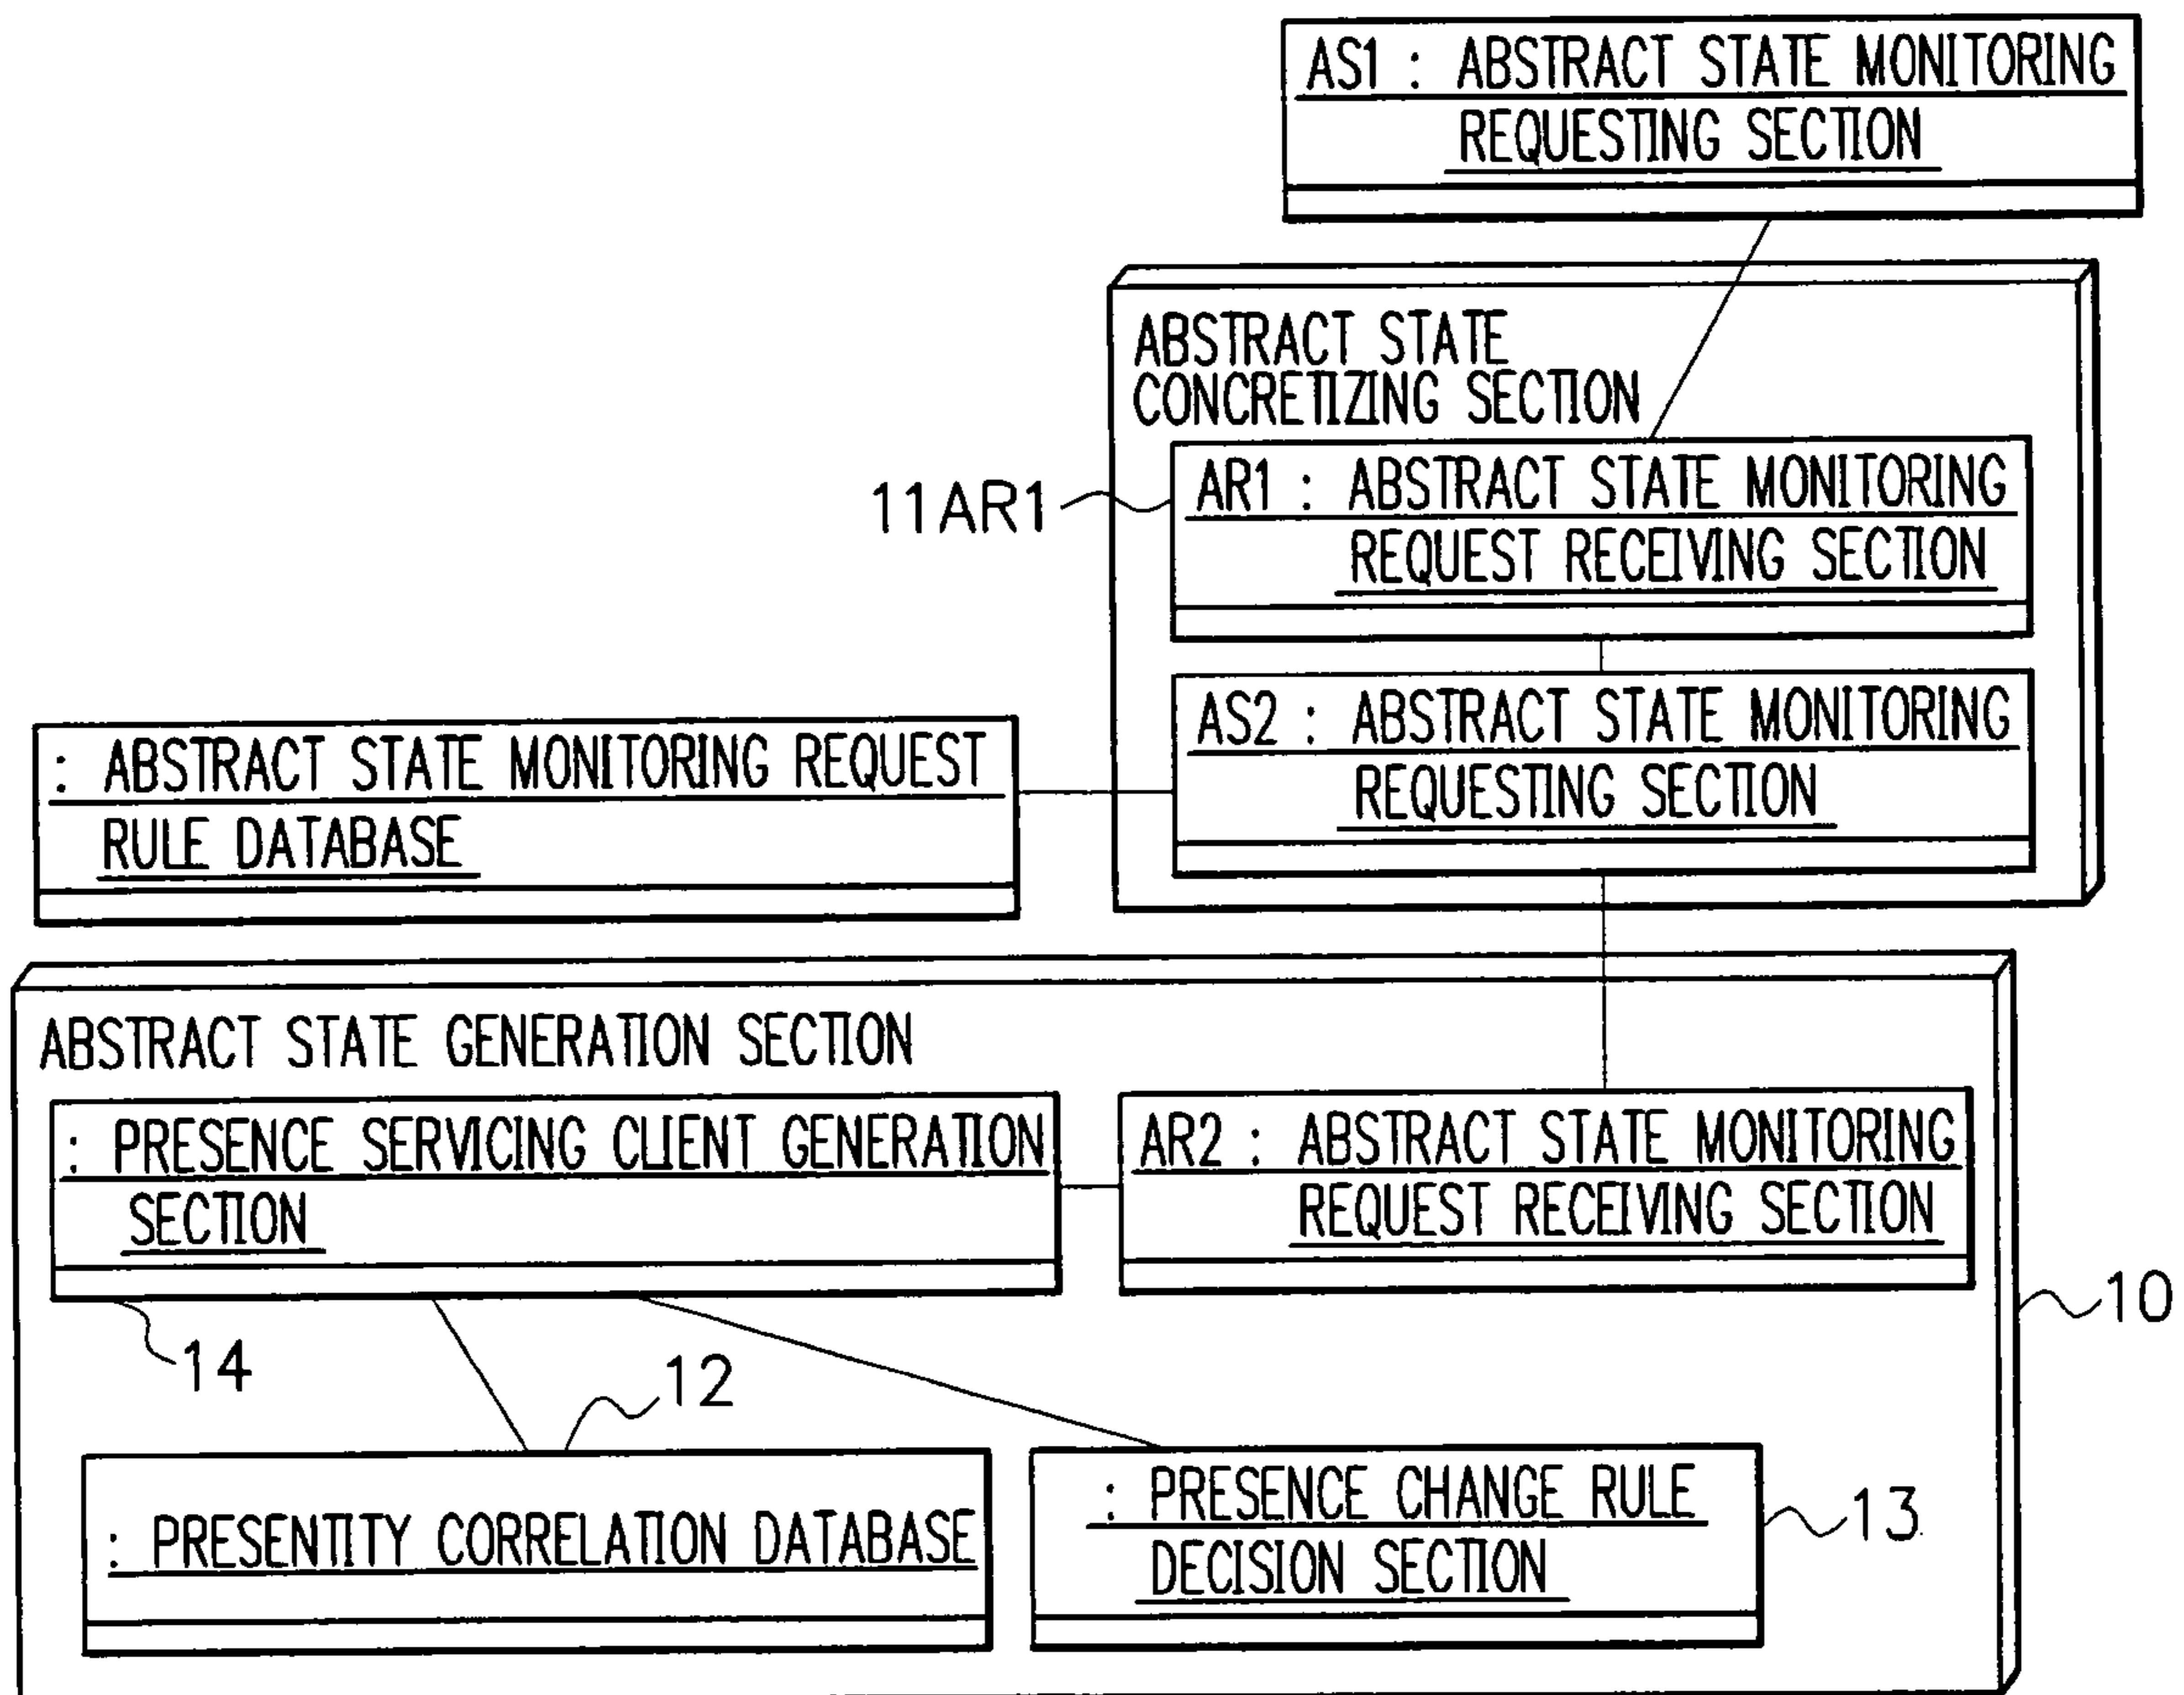 AS1 : ABSTRACT STATE MONITORING
REQUESTING SECTION
ABSTRACT STATE
CONCRETIZING SECTION
11AR1
AR1 : ABSTRACT STATE MONITORING
REQUEST RECEIVING SECTION
AS2 : ABSTRACT STATE MONITORING
REQUESTING SECTION
: ABSTRACT STATE MONITORING REQUEST
RULE DATABASE
ABSTRACT STATE GENERATION SECTION
: PRESENCE SERVICING CLIENT GENERATION
SECTION
AR2 : ABSTRACT STATE MONITORING
REQUEST RECEIVING SECTION
10
14
12
: PRESENTITY CORRELATION DATABASE
: PRESENCE CHANGE RULE
DECISION SECTION
13